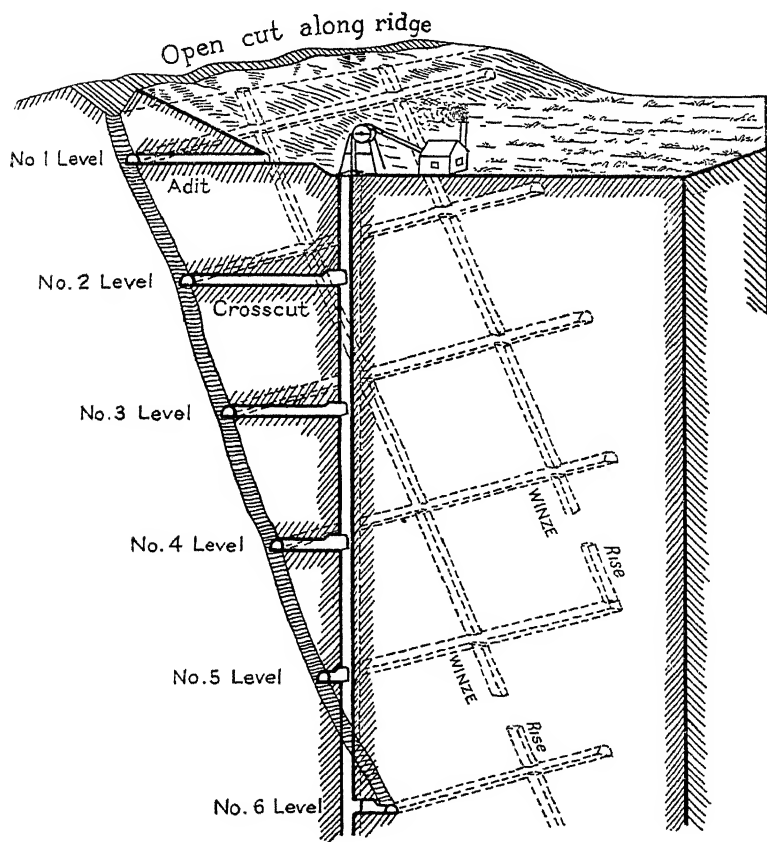 Open cut along ridge
No 1 Level
Adit
No. 2 Level
Crosscut
No. 3 Level
WINZE
No. 4 Level
Rise
No. 5 Level
WINZE
Rise
No. 6 Level